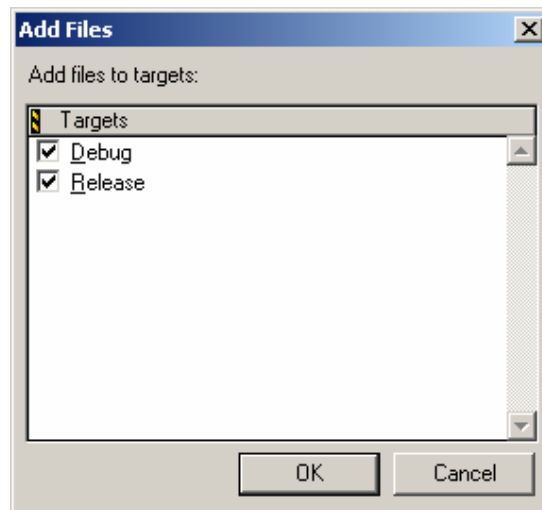 Add Files
Add files to targets:
Targets
Debug
Release
OK
Cancel